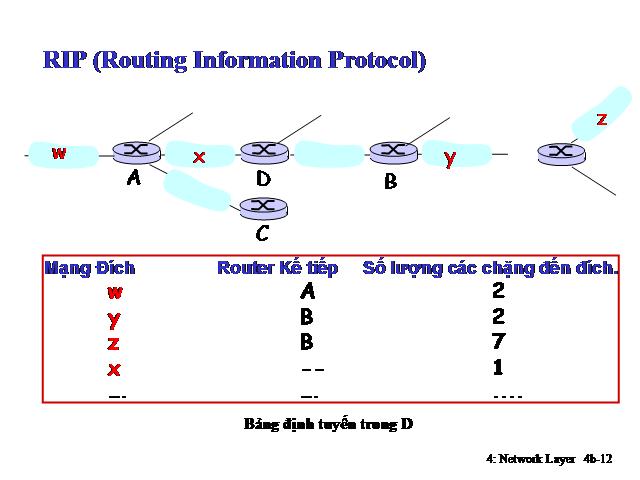 RIP (Routing Information Protocol)
z
w x y
A D B
C
Mạng Đích Router Kế tiếp Số lượng các chặng đến đích.
w A 2
y B 2
z B 7
x -- 1
.... .... ....
Bảng định tuyến trong D
4: Network Layer 4b-12